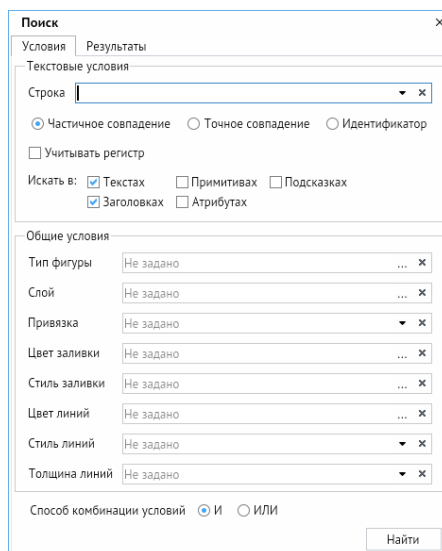 Поиск
Условия Результаты
Текстовые условия
Строка
Частичное совпадение Точное совпадение Идентификатор
Учитывать регистр
Искать в: Текстах Примитивах Подсказках
Заголовках Атрибутах
Общие условия
Тип фигуры Не задано ...
Слой Не задано ...
Привязка Не задано
Цвет заливки Не задано ...
Стиль заливки Не задано ...
Цвет линий Не задано ...
Стиль линий Не задано
Толщина линий Не задано
Способ комбинации условий И ИЛИ
Найти